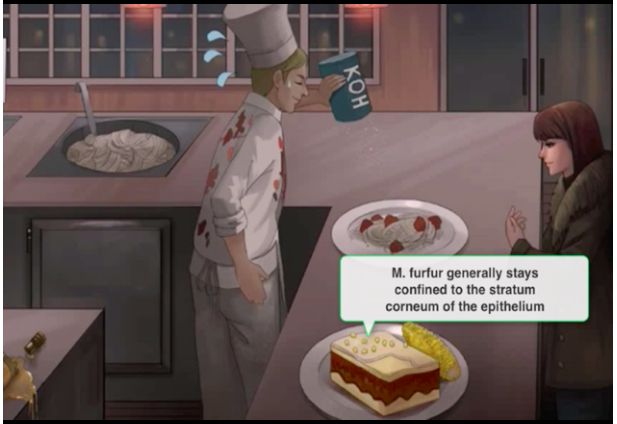 KOH
M. furfur generally stays
confined to the stratum
corneum of the epithelium